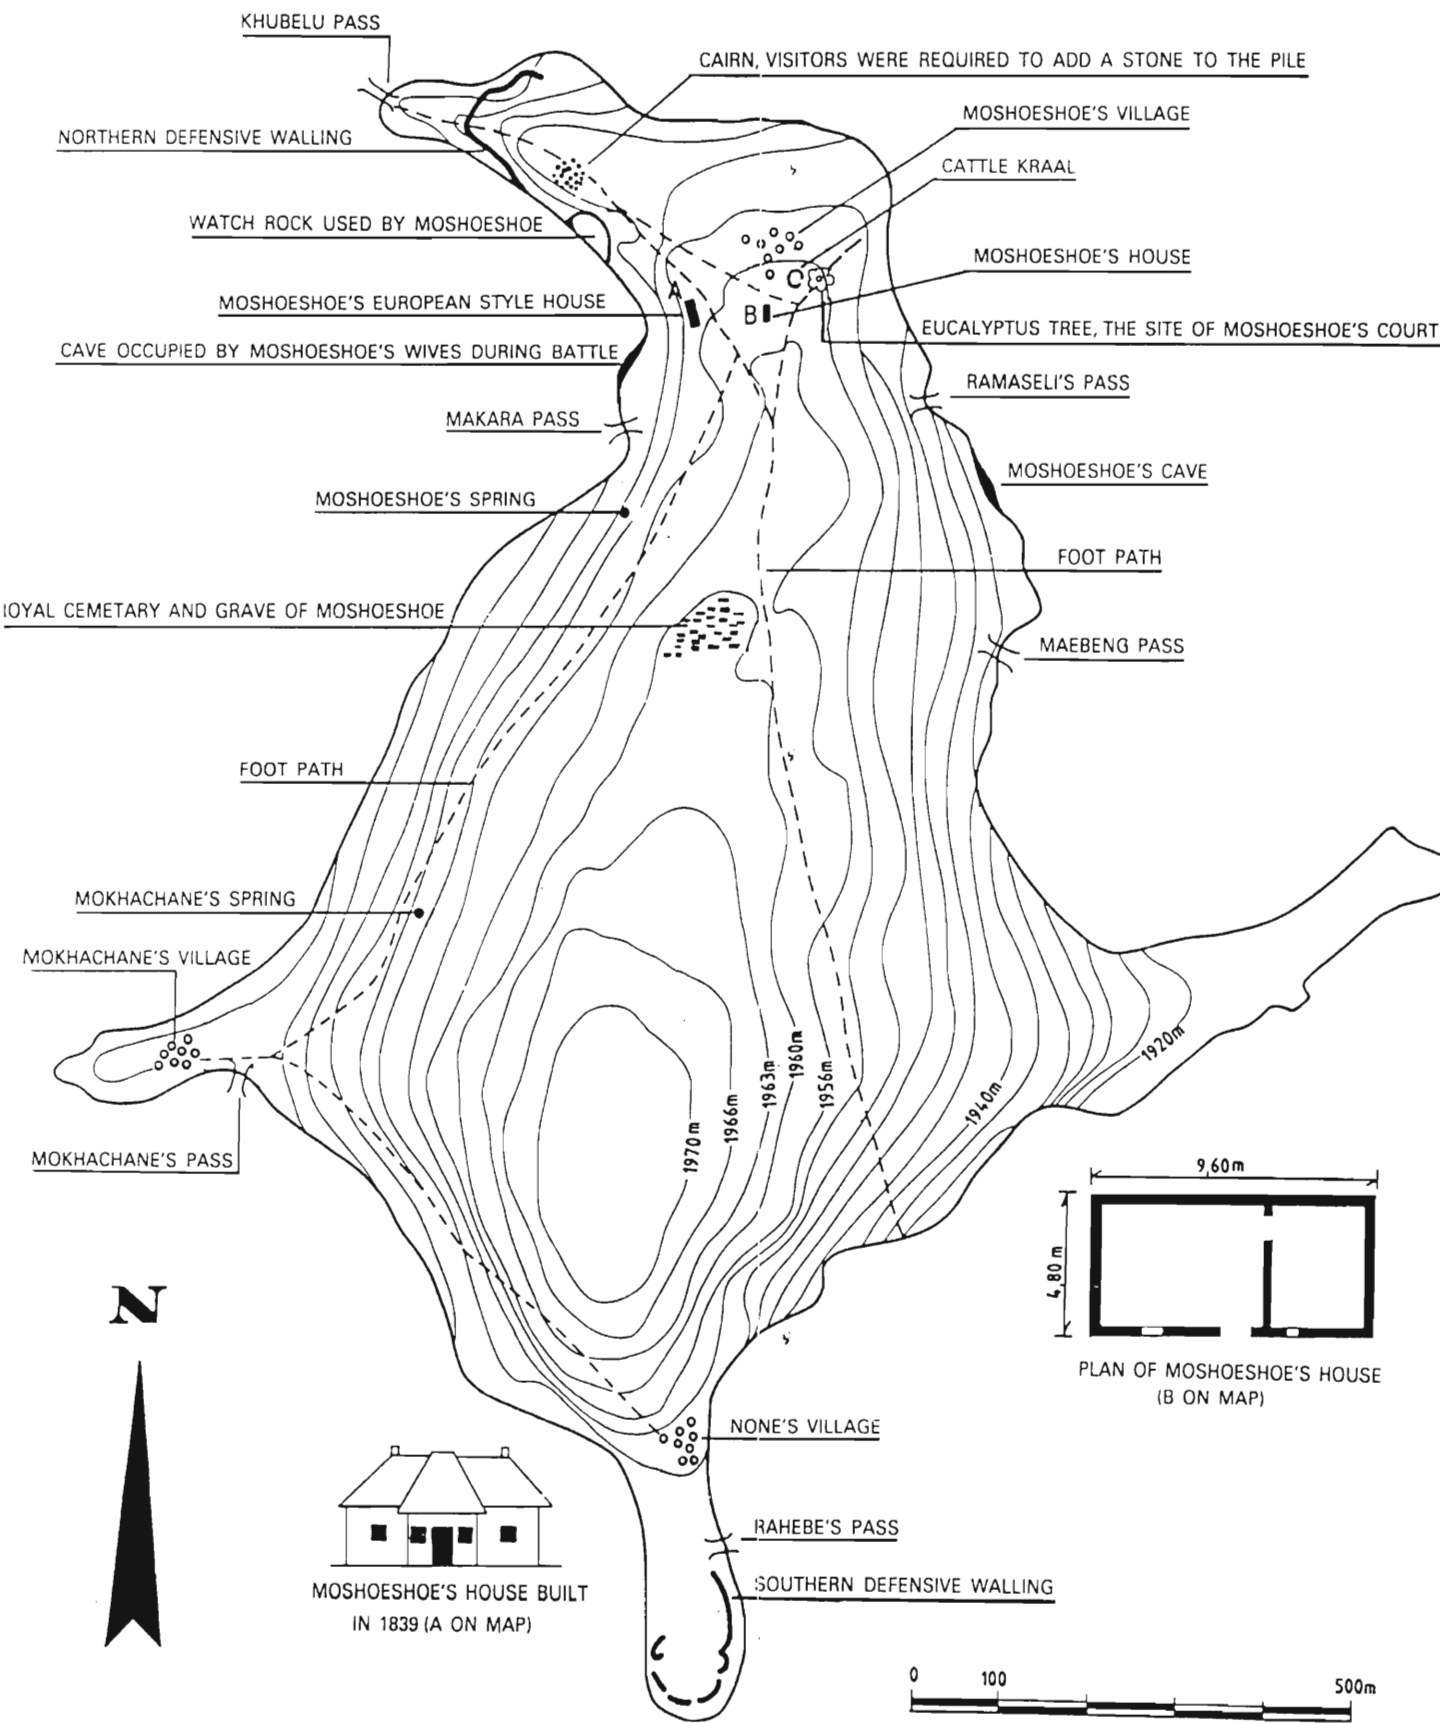 KHUBELU PASS
CAIRN, VISITORS WERE REQUIRED TO ADD A STONE TO THE PILE
MOSHOESHOE'S VILLAGE
NORTHERN DEFENSIVE WALLING
CATTLE KRAAL
WATCH ROCK USED BY MOSHOESHOE
MOSHOESHOE'S HOUSE
C
A
MOSHOESHOE'S EUROPEAN STYLE HOUSE
B
EUCALYPTUS TREE, THE SITE OF MOSHOESHOE'S COURT
CAVE OCCUPIED BY MOSHOESHOE'S WIVES DURING BATTLE
RAMASELI'S PASS
MAKARA PASS
MOSHOESHOE'S CAVE
MOSHOESHOE'S SPRING
FOOT PATH
ROYAL CEMETARY AND GRAVE OF MOSHOESHOE
MAEBENG PASS
FOOT PATH
MOKHACHANE'S SPRING
MOKHACHANE'S VILLAGE
1970m
1966m
1963m
1960m
1956m
1940m
1920m
MOKHACHANE'S PASS
9,60m
4,80 m
PLAN OF MOSHOESHOE'S HOUSE
(B ON MAP)
N
NONE'S VILLAGE
RAHEBE'S PASS
SOUTHERN DEFENSIVE WALLING
MOSHOESHOE'S HOUSE BUILT
IN 1839 (A ON MAP)
0 100 500m